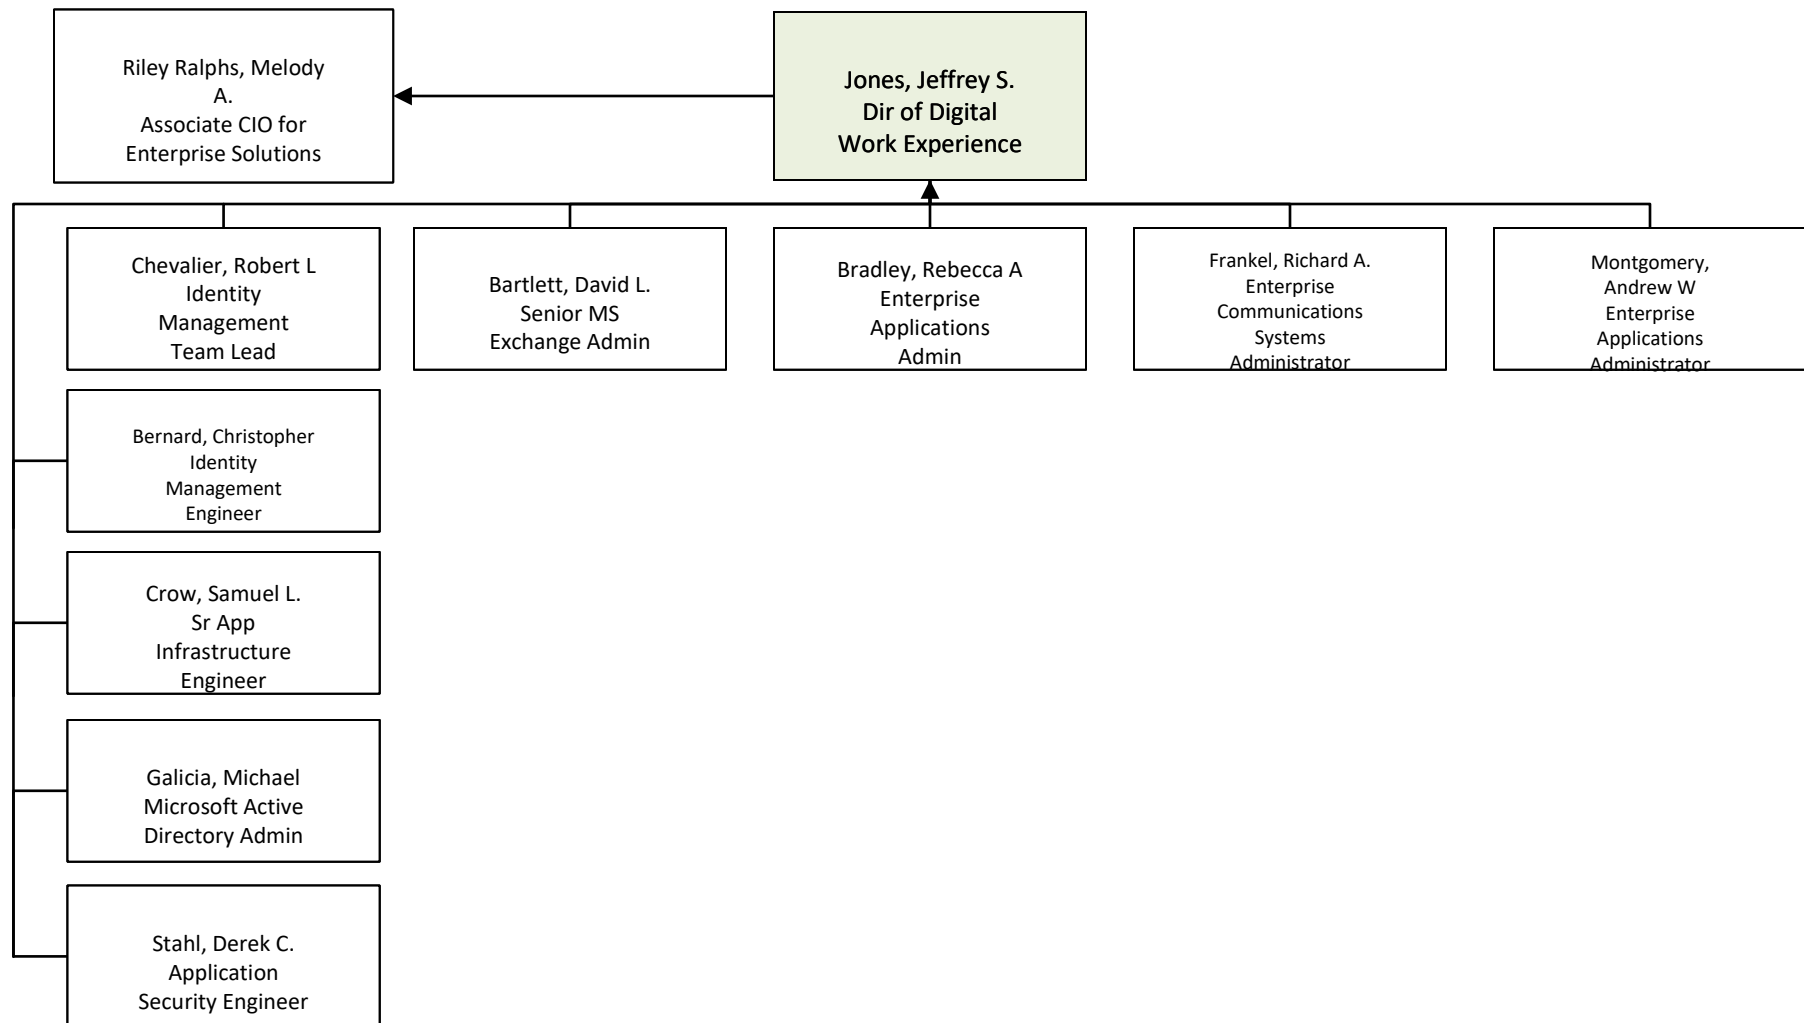 Riley Ralphs, Melody
A.
Associate CIO for
Enterprise Solutions
Jones, Jeffrey S.
Dir of Digital
Work Experience
Chevalier, Robert L
Identity
Management
Team Lead
Bartlett, David L.
Senior MS
Exchange Admin
Bradley, Rebecca A
Enterprise
Applications
Admin
Frankel, Richard A.
Enterprise
Communications
Systems
Administrator
Montgomery,
Andrew W
Enterprise
Applications
Administrator
Bernard, Christopher
Identity
Management
Engineer
Crow, Samuel L.
Sr App
Infrastructure
Engineer
Galicia, Michael
Microsoft Active
Directory Admin
Stahl, Derek C.
Application
Security Engineer